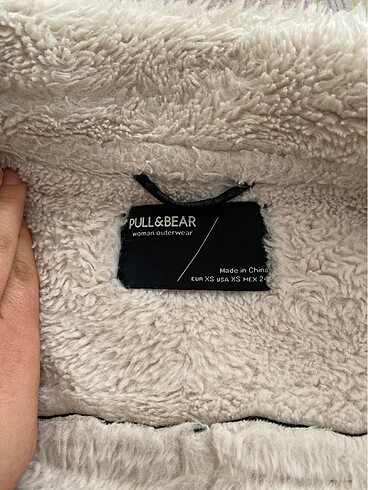 PULL&BEAR
woman outerwear
Made in China
EUR XS USA XS MEX 24